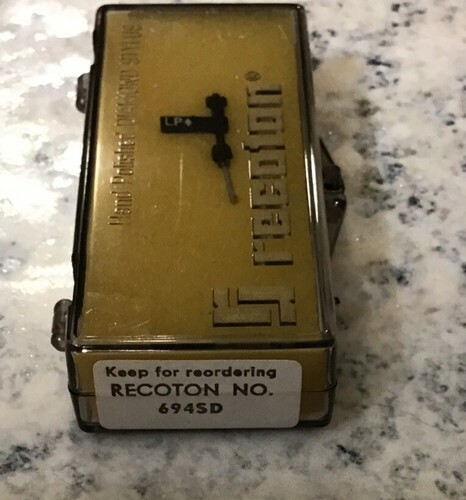 Hand Polished DIAMOND STYLUS
LP♦
recoton®
Keep for reordering
RECOTON NO.
694SD